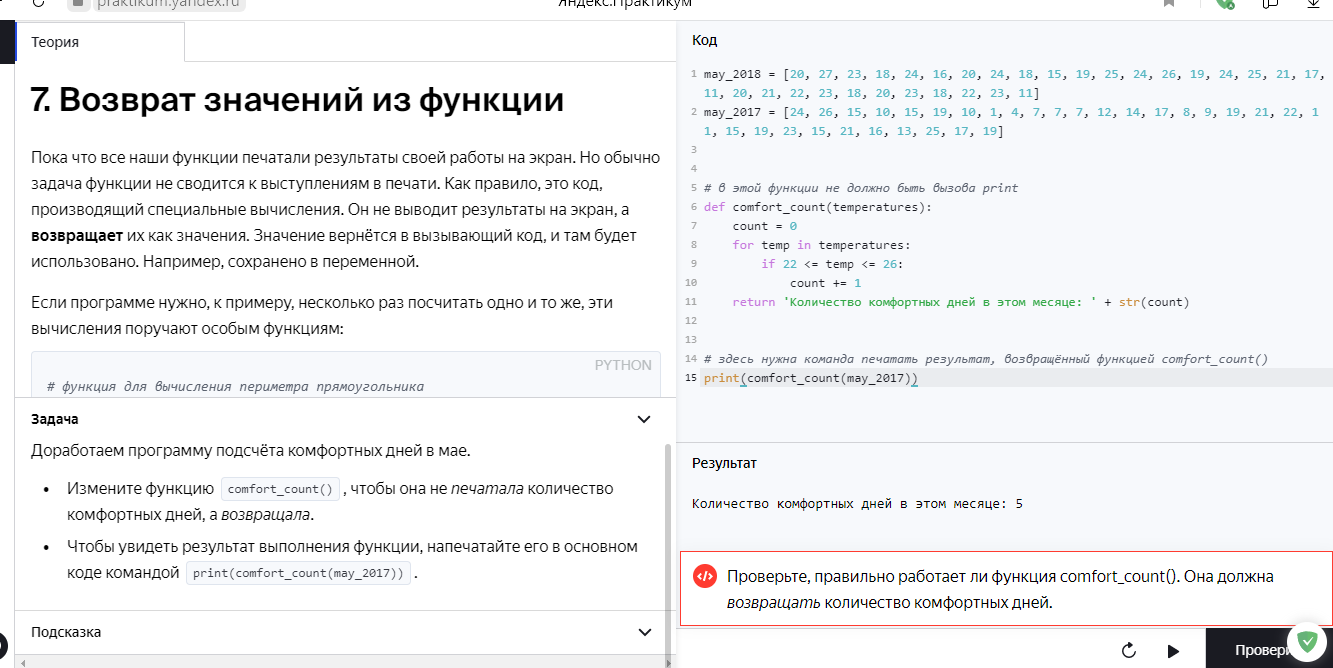 praktikum.yandex.ru
Яндекс.Практикум
Теория
7. Возврат значений из функции
Пока что все наши функции печатали результаты своей работы на экран. Но обычно
задача функции не сводится к выступлениям в печати. Как правило, это код,
производящий специальные вычисления. Он не выводит результаты на экран, а
возвращает их как значения. Значение вернётся в вызывающий код, и там будет
использовано. Например, сохранено в переменной.
Если программе нужно, к примеру, несколько раз посчитать одно и то же, эти
вычисления поручают особым функциям:
PYTHON
# функция для вычисления периметра прямоугольника
Задача
Доработаем программу подсчёта комфортных дней в мае.
• Измените функцию comfort_count() , чтобы она не печатала количество
комфортных дней, а возвращала.
• Чтобы увидеть результат выполнения функции, напечатайте его в основном
коде командой print(comfort_count(may_2017)) .
Подсказка
Код
1 may_2018 = [20, 27, 23, 18, 24, 16, 20, 24, 18, 15, 19, 25, 24, 26, 19, 24, 25, 21, 17,
11, 20, 21, 22, 23, 18, 20, 23, 18, 22, 23, 11]
2 may_2017 = [24, 26, 15, 10, 15, 19, 10, 1, 4, 7, 7, 7, 12, 14, 17, 8, 9, 19, 21, 22, 1
1, 15, 19, 23, 15, 21, 16, 13, 25, 17, 19]
3
4
5 # в этой функции не должно быть вызова print
6 def comfort_count(temperatures):
7 count = 0
8 for temp in temperatures:
9 if 22 <= temp <= 26:
10 count += 1
11 return 'Количество комфортных дней в этом месяце: ' + str(count)
12
13
14 # здесь нужна команда печатать результат, возвращённый функцией comfort_count()
15 print(comfort_count(may_2017))
Результат
Количество комфортных дней в этом месяце: 5
Проверьте, правильно работает ли функция comfort_count(). Она должна
возвращать количество комфортных дней.
Провери